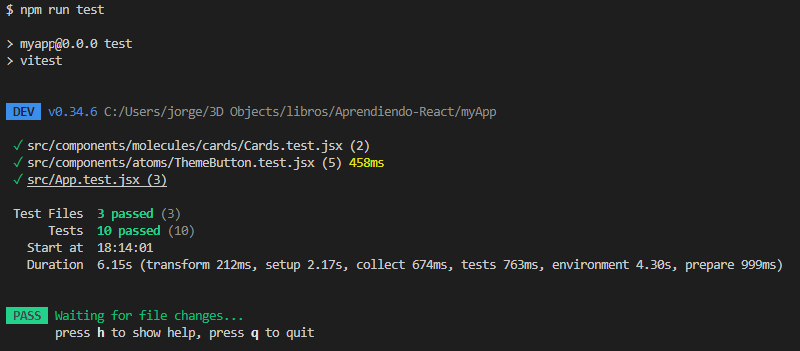 $ npm run test
> myapp@0.0.0 test
> vitest
DEV v0.34.6 C:/Users/jorge/3D Objects/libros/Aprendiendo-React/myApp
✓ src/components/molecules/cards/Cards.test.jsx (2)
✓ src/components/atoms/ThemeButton.test.jsx (5) 458ms
✓ src/App.test.jsx (3)
Test Files 3 passed (3)
Tests 10 passed (10)
Start at 18:14:01
Duration 6.15s (transform 212ms, setup 2.17s, collect 674ms, tests 763ms, environment 4.30s, prepare 999ms)
PASS Waiting for file changes...
press h to show help, press q to quit